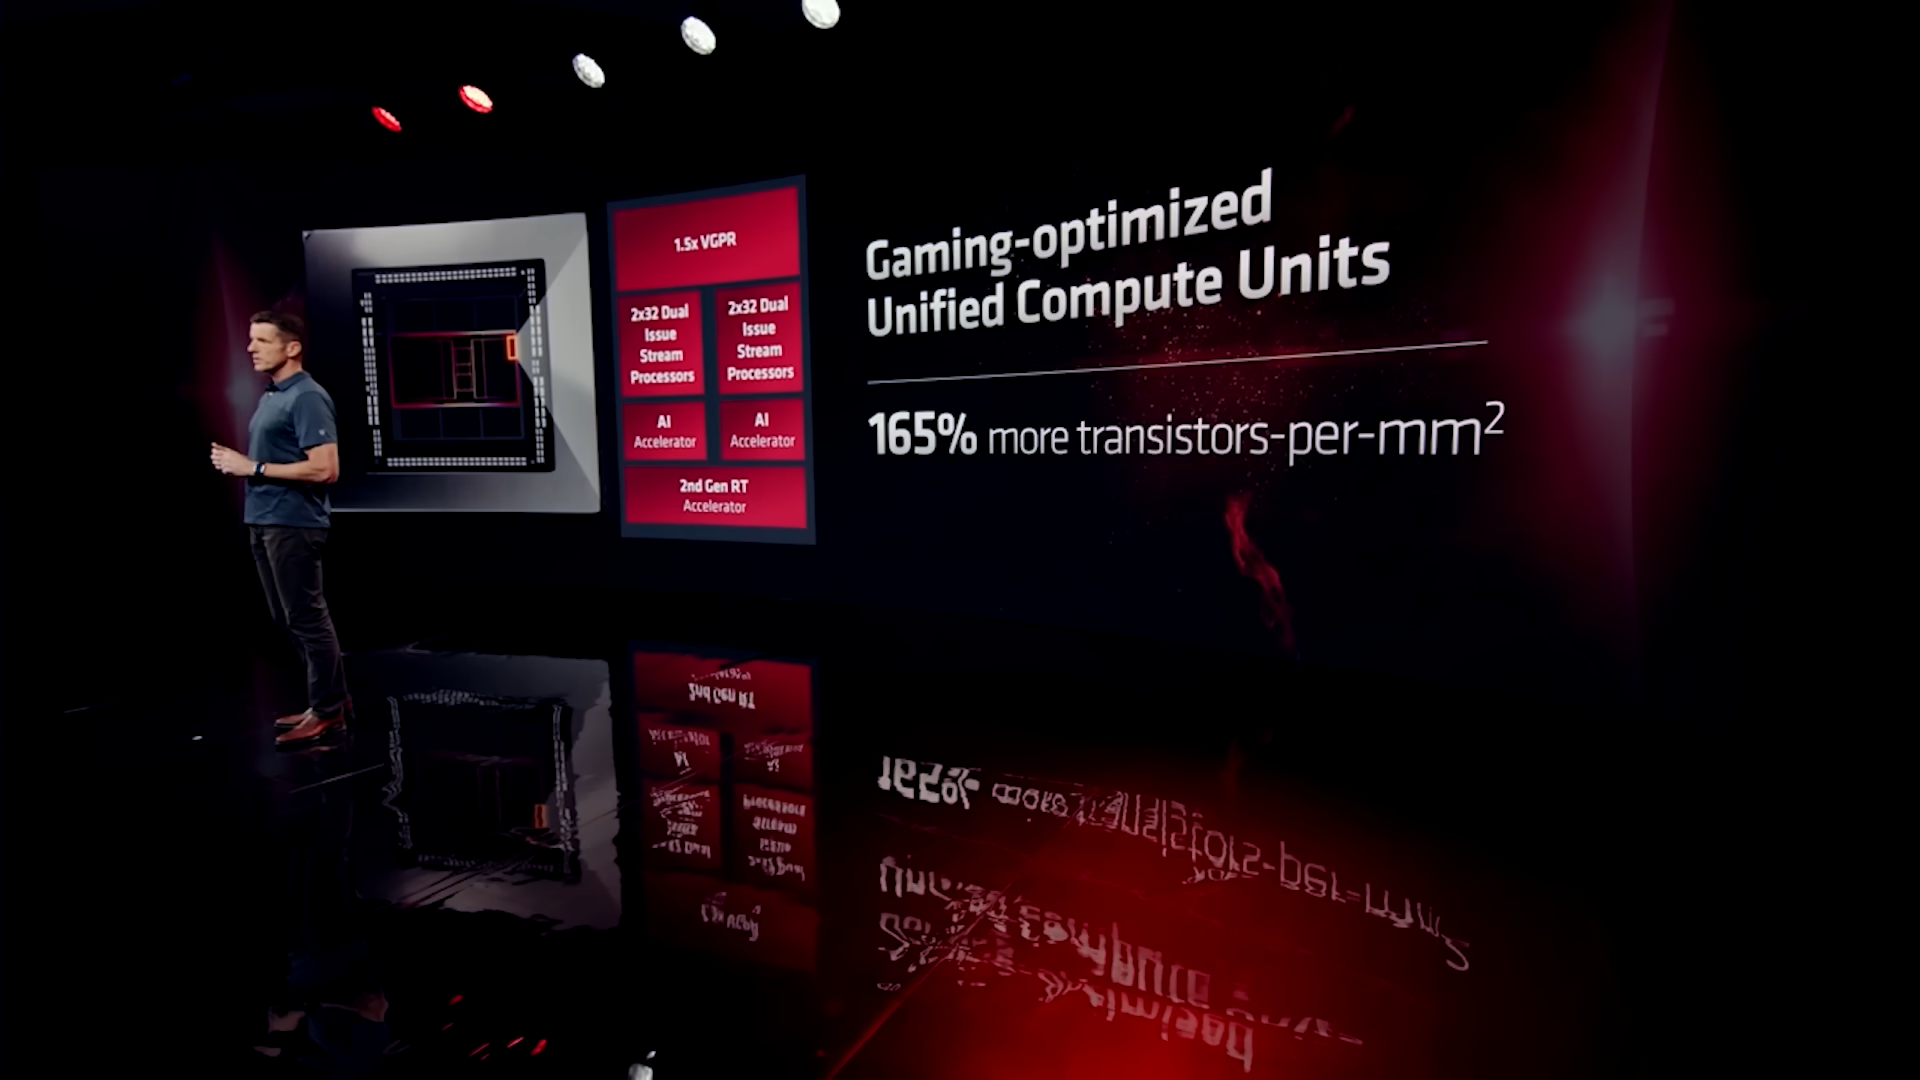 1.5x VGPR
2x32 Dual
Issue
Stream
Processors
2x32 Dual
Issue
Stream
Processors
AI
Accelerator
AI
Accelerator
2nd Gen RT
Accelerator
Gaming-optimized
Unified Compute Units
165% more transistors-per-mm²